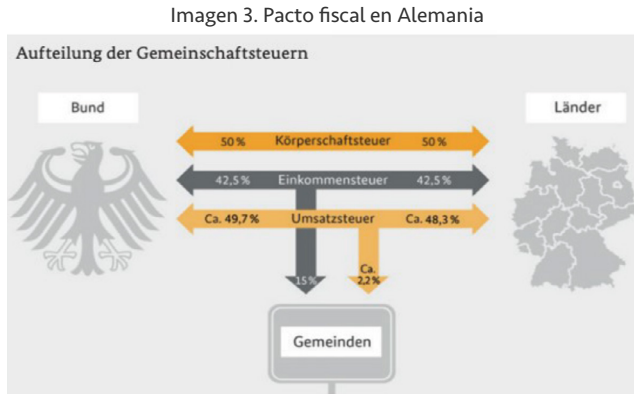 Imagen 3. Pacto fiscal en Alemania
Aufteilung der Gemeinschaftsteuern
Bund
Länder
50 % Körperschaftsteuer 50 %
42,5 % Einkommensteuer 42,5 %
Ca. 49,7 % Umsatzsteuer Ca. 48,3 %
15 %
Ca.
2,2 %
Gemeinden